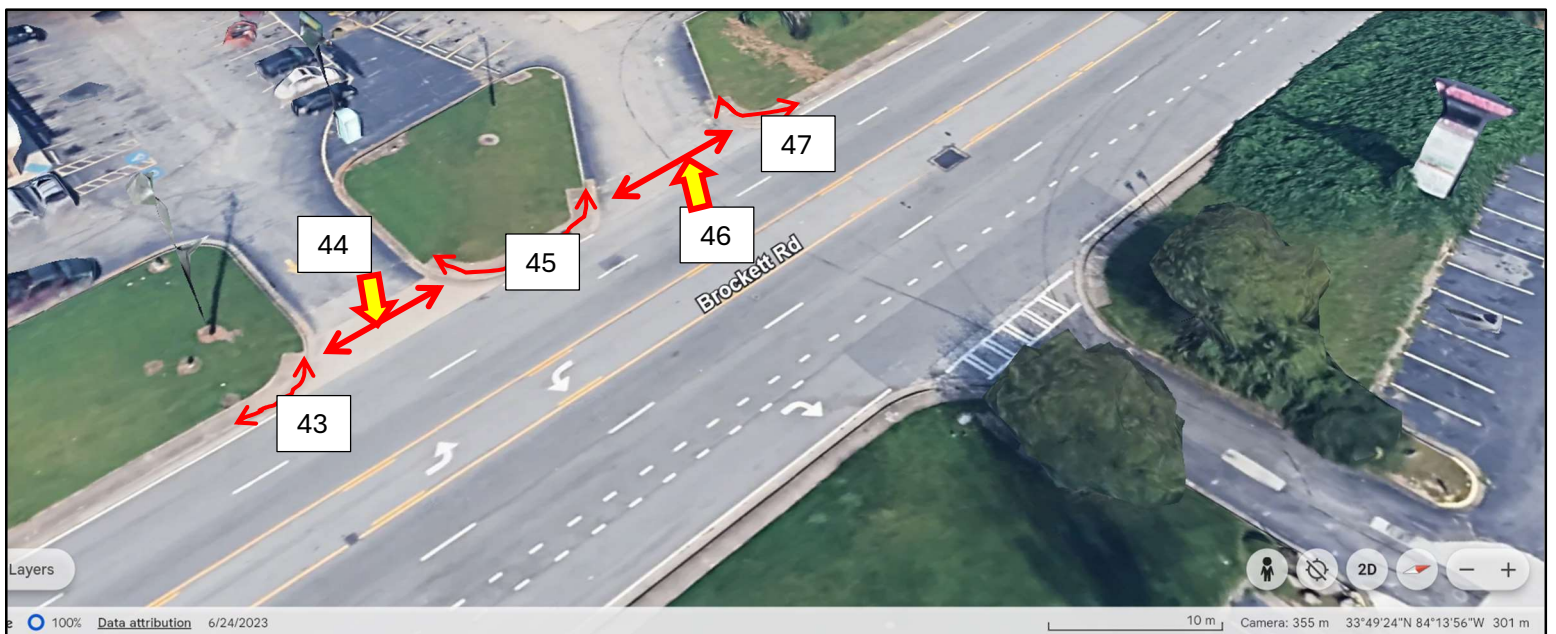 47
44
46
45
Brockett Rd
43
Layers
2D
100% Data attribution 6/24/2023
10 m
Camera: 355 m 33°49'24"N 84°13'56"W 301 m